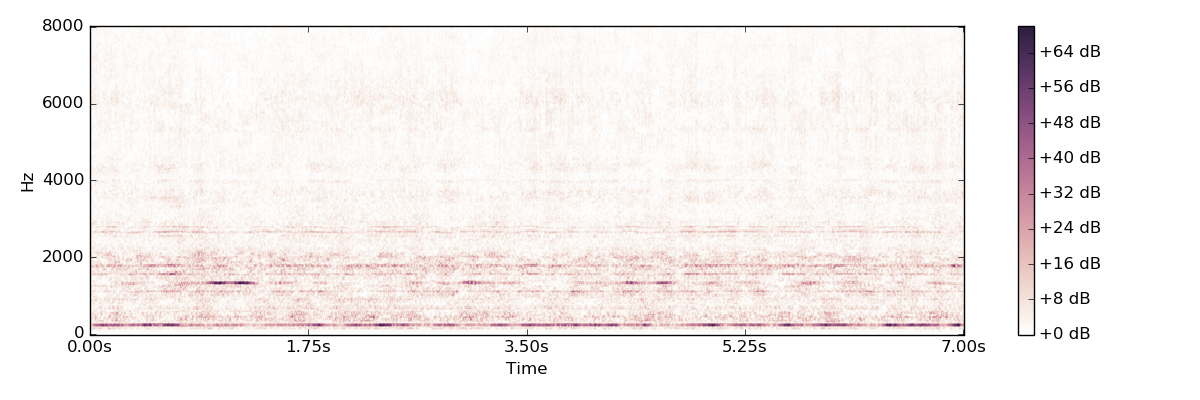 8000
6000
4000
2000
0
Hz
0.00s
1.75s
3.50s
5.25s
7.00s
Time
+64 dB
+56 dB
+48 dB
+40 dB
+32 dB
+24 dB
+16 dB
+8 dB
+0 dB